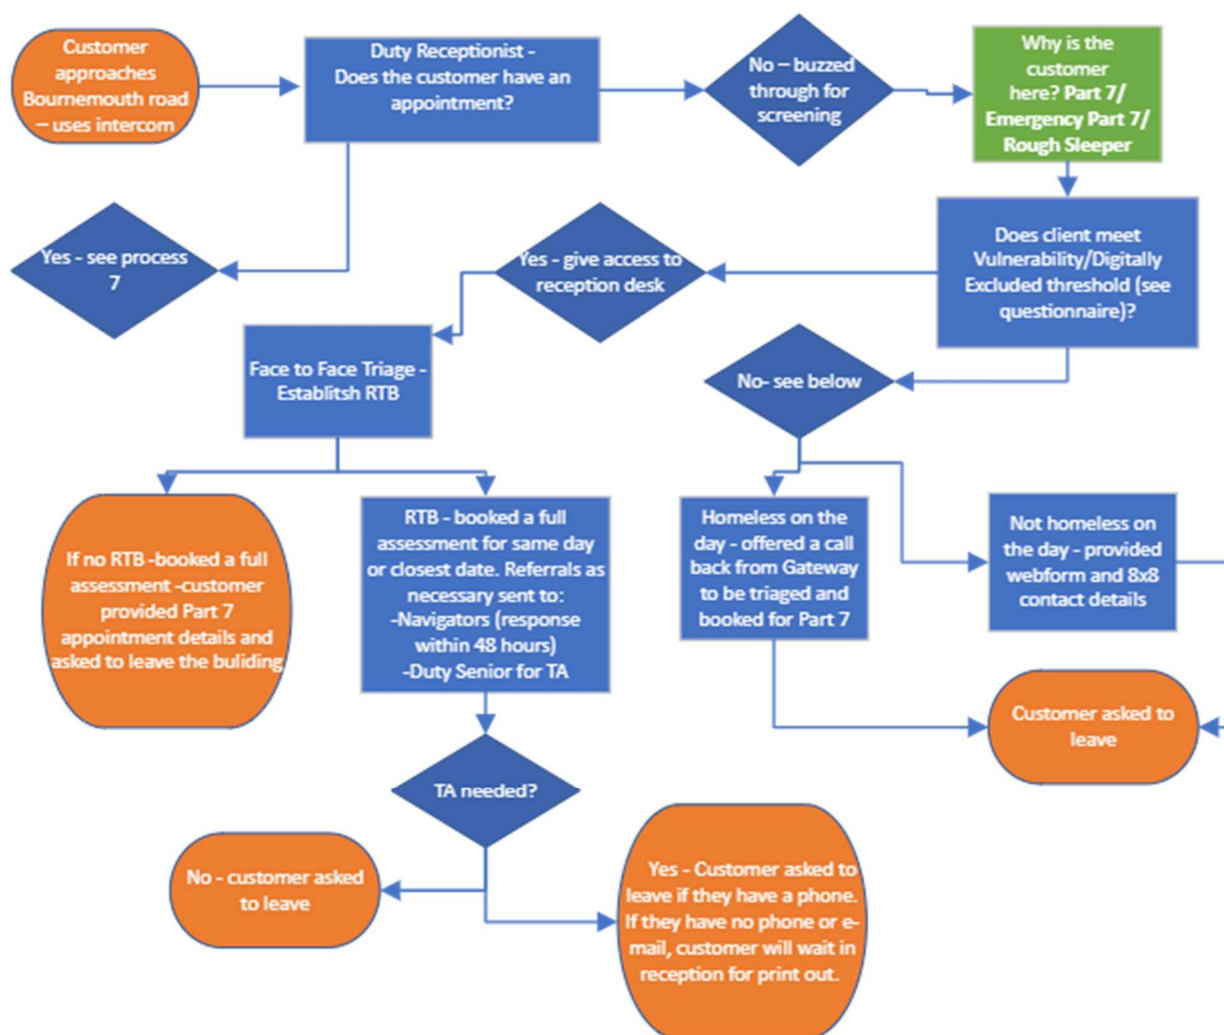 Customer
approaches
Bournemouth road
– uses intercom
Duty Receptionist -
Does the customer have an
appointment?
No – buzzed
through for
screening
Why is the
customer
here? Part 7/
Emergency Part 7/
Rough Sleeper
Yes - see process
7
Yes - give access to
reception desk
Does client meet
Vulnerability/Digitally
Excluded threshold (see
questionnaire)?
Face to Face Triage -
Establitsh RTB
No- see below
If no RTB -booked a full
assessment -customer
provided Part 7
appointment details and
asked to leave the buliding
RTB - booked a full
assessment for same day
or closest date. Referrals as
necessary sent to:
-Navigators (response
within 48 hours)
-Duty Senior for TA
Homeless on the
day - offered a call
back from Gateway
to be triaged and
booked for Part 7
Not homeless on
the day - provided
webform and 8x8
contact details
Customer asked to
leave
TA needed?
No - customer asked
to leave
Yes - Customer asked to
leave if they have a phone.
If they have no phone or e-
mail, customer will wait in
reception for print out.